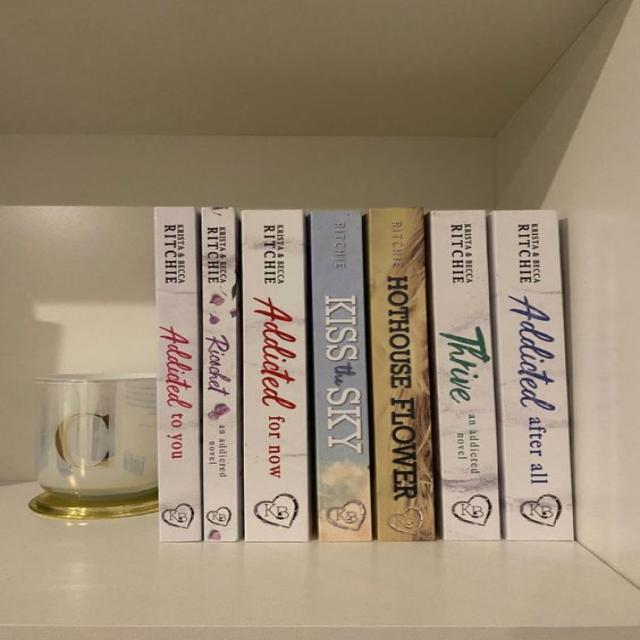 C
KRISTA & BECCA
RITCHIE
Addicted to you
KB
KRISTA & BECCA
RITCHIE
Ricochet
an addicted
novel
KB
KRISTA & BECCA
RITCHIE
Addicted for now
KB
RITCHIE
KISS the SKY
KB
RITCHIE
HOTHOUSE FLOWER
KRISTA & BECCA
RITCHIE
Thrive
an addicted
novel
KB
KRISTA & BECCA
RITCHIE
Addicted after all
KB